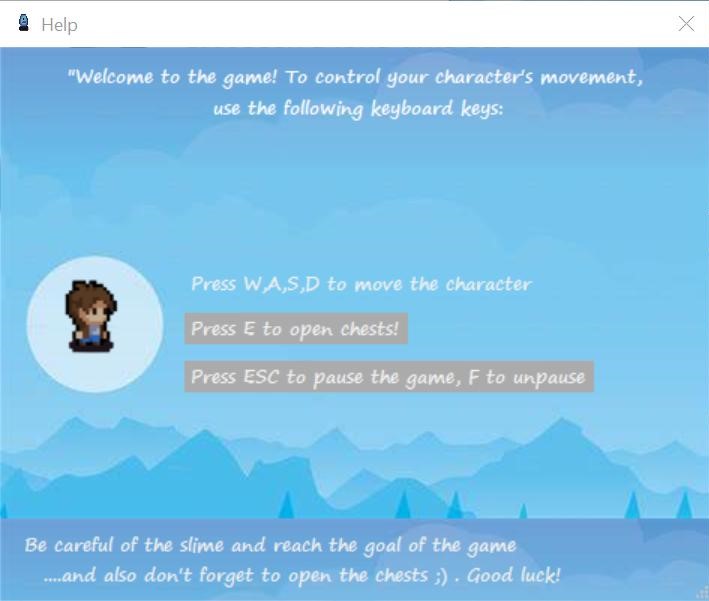 Help
"Welcome to the game! To control your character's movement,
use the following keyboard keys:
Press W,A,S,D to move the character
Press E to open chests!
Press ESC to pause the game, F to unpause
Be careful of the slime and reach the goal of the game
....and also don't forget to open the chests ;) . Good luck!